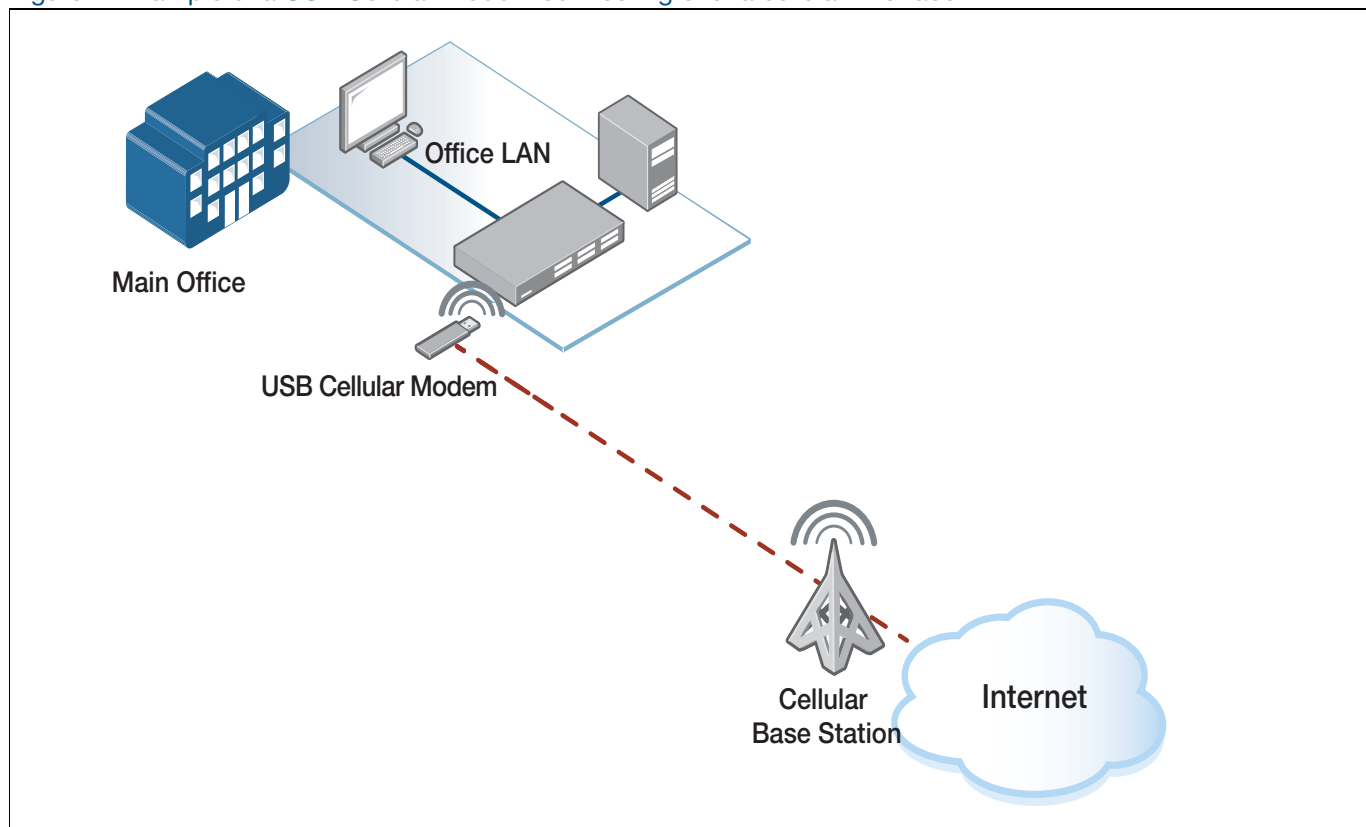 Office LAN
Main Office
USB Cellular Modem
Cellular
Base Station
Internet